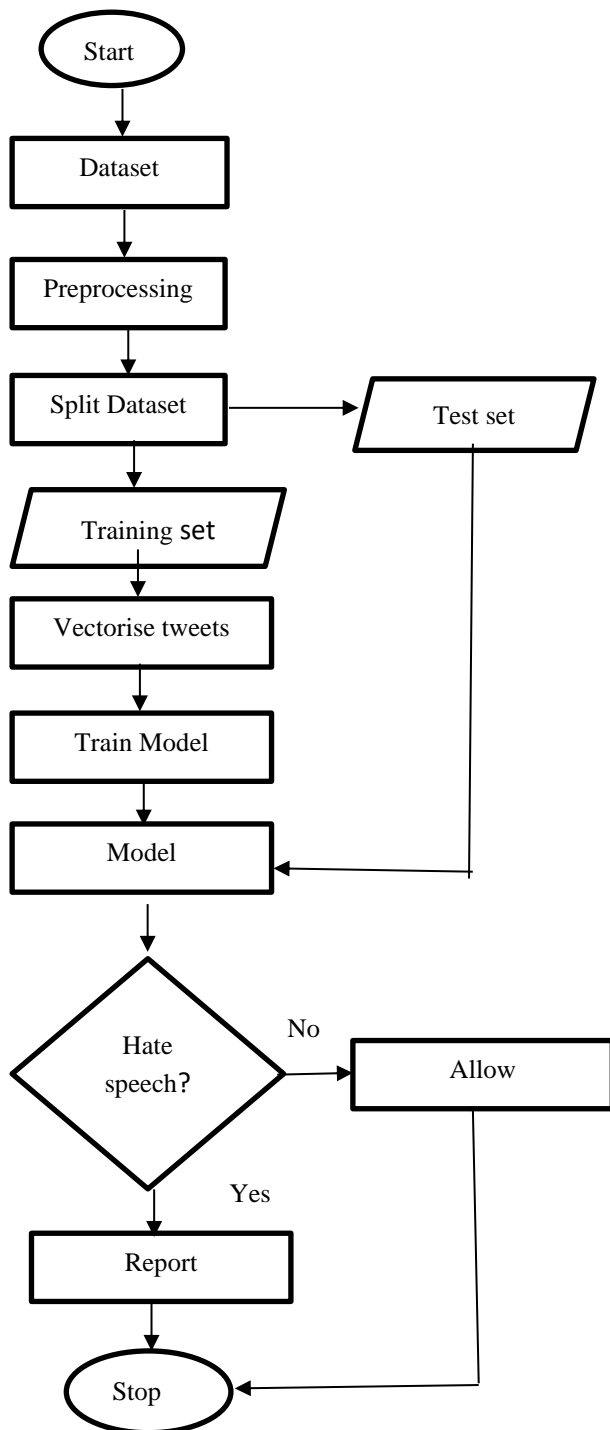 Start
Dataset
Preprocessing
Split Dataset
Test set
Training set
Vectorise tweets
Train Model
Model
Hate
speech?
No
Allow
Yes
Report
Stop